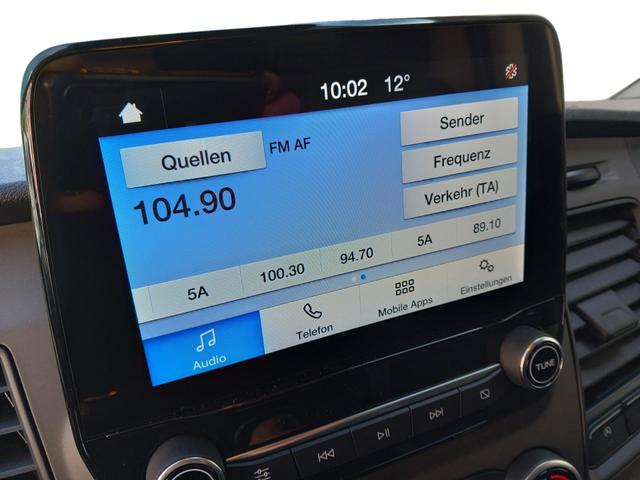 10:02 12°
Quellen FM AF Sender
Frequenz
104.90 Verkehr (TA)
5A 100.30 94.70 5A 89.10
Audio Telefon Mobile Apps Einstellungen
TUNE